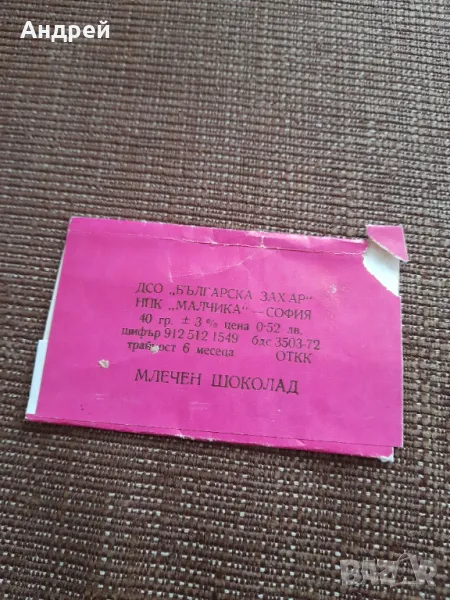 Андрей
ДСО „БЪЛГАРСКА ЗАХАР"
НПК „МАЛЧИКА" — СОФИЯ
40 гр. ± 3 % цена 0·52 лв.
шифър 912 512 1549 бдс 3503-72
трайност 6 месеца ОТКК
МЛЕЧЕН ШОКОЛАД
BAZAR